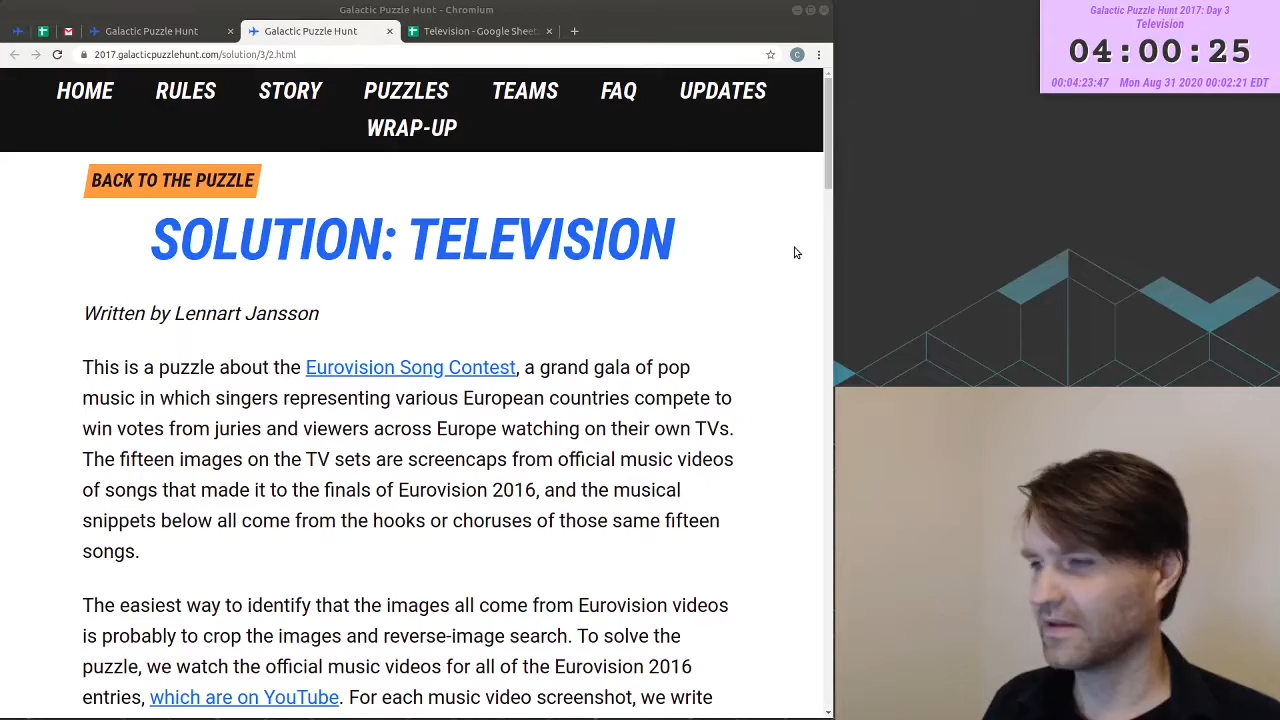 Galactic Puzzle Hunt - Chromium
Galactic Puzzle Hunt
Galactic Puzzle Hunt
Television - Google Sheet
2017.galacticpuzzlehunt.com/solution/3/2.html
HOME RULES STORY PUZZLES TEAMS FAQ UPDATES
WRAP-UP
BACK TO THE PUZZLE
SOLUTION: TELEVISION
Written by Lennart Jansson
This is a puzzle about the Eurovision Song Contest, a grand gala of pop
music in which singers representing various European countries compete to
win votes from juries and viewers across Europe watching on their own TVs.
The fifteen images on the TV sets are screencaps from official music videos
of songs that made it to the finals of Eurovision 2016, and the musical
snippets below all come from the hooks or choruses of those same fifteen
songs.
The easiest way to identify that the images all come from Eurovision videos
is probably to crop the images and reverse-image search. To solve the
puzzle, we watch the official music videos for all of the Eurovision 2016
entries, which are on YouTube. For each music video screenshot, we write
Galactic Puzzle Hunt 2017: Day 3
Television
04:00:25
00:04:23:47 Mon Aug 31 2020 00:02:21 EDT